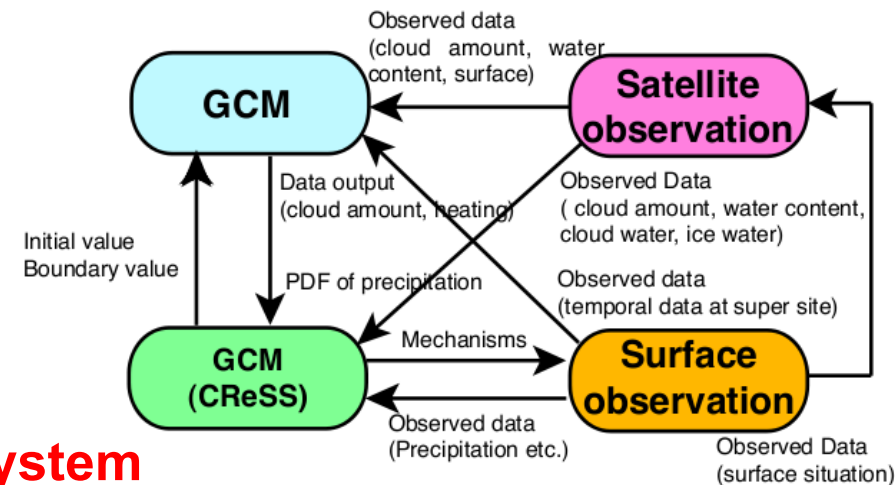 Observed data
(cloud amount, water
content, surface)
GCM
Satellite
observation
Data output
(cloud amount, heating)
Observed Data
( cloud amount, water content,
cloud water, ice water)
Initial value
Boundary value
PDF of precipitation
Observed data
(temporal data at super site)
Mechanisms
GCM
(CReSS)
Surface
observation
Observed data
(Precipitation etc.)
Observed Data
(surface situation)